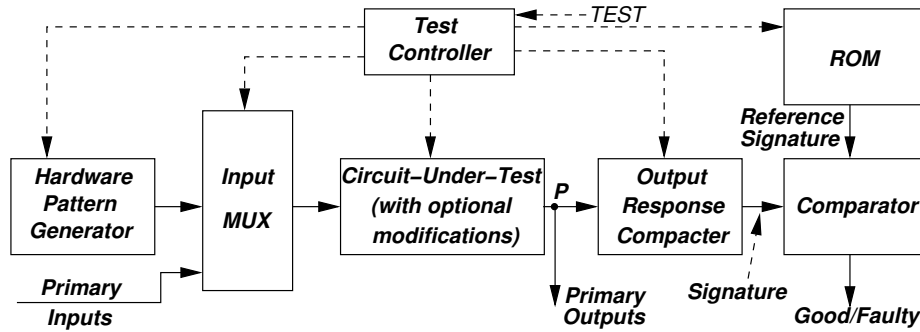 TEST
Test
Controller
ROM
Reference
Signature
Hardware
Pattern
Generator
Input
MUX
Circuit–Under–Test
(with optional
modifications)
P
Output
Response
Compacter
Comparator
Primary
Inputs
Primary
Outputs
Signature
Good/Faulty